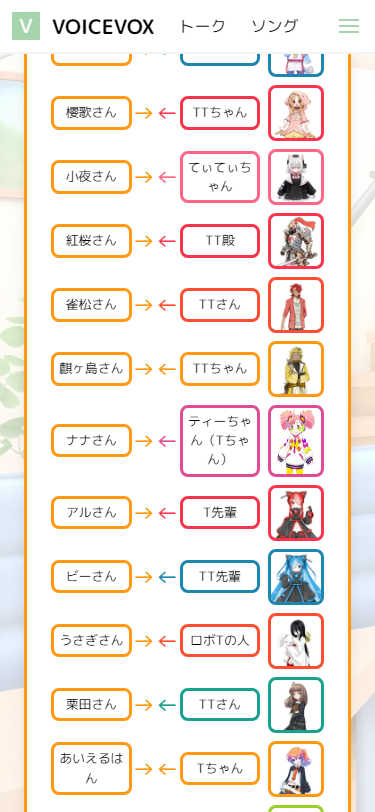 V VOICEVOX トーク ソング
櫻歌さん → ← TTちゃん
小夜さん → ← てぃてぃち
ゃん
紅桜さん → ← TT殿
雀松さん → ← TTさん
麒ヶ島さん → ← TTちゃん
ナナさん → ← ティーちゃ
ん（Tちゃ
ん）
アルさん → ← T先輩
ビーさん → ← TT先輩
うさぎさん → ← ロボTの人
栗田さん → ← TTさん
あいえるは
ん → ← Tちゃん